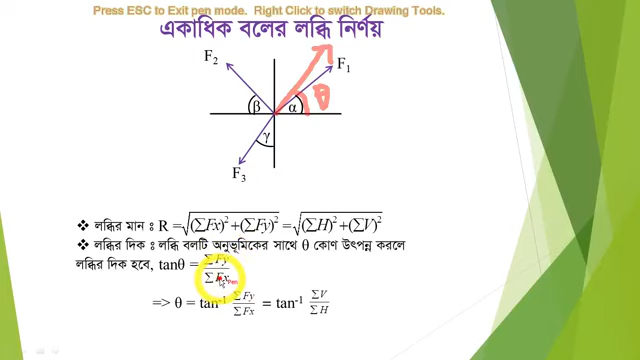 Press ESC to Exit pen mode. Right Click to switch Drawing Tools.
একাধিক বলের লব্ধি নির্ণয়
F2
F1
θ
β
α
γ
F3
❖ লব্ধির মান : R = √(∑Fx)² + (∑Fy)² = √(∑H)² + (∑V)²
❖ লব্ধির দিক : লব্ধি বলটি অনুভূমিকের সাথে θ কোণ উৎপন্ন করলে
লব্ধির দিক হবে, tanθ = ∑Fy / ∑Fx
Pen
=> θ = tan⁻¹ ∑Fy / ∑Fx = tan⁻¹ ∑V / ∑H